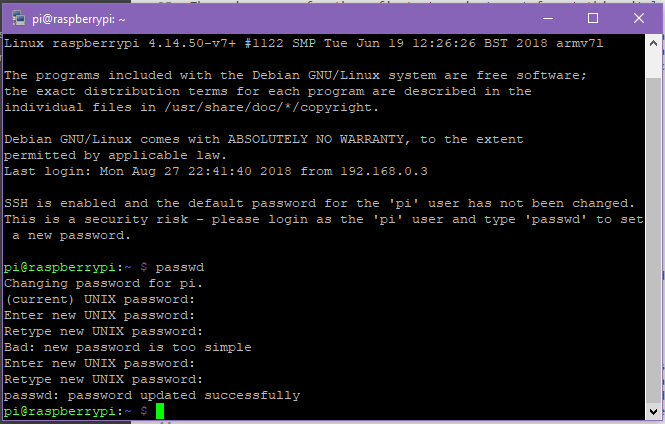 pi@raspberrypi: ~
Linux raspberrypi 4.14.50-v7+ #1122 SMP Tue Jun 19 12:26:26 BST 2018 armv7l
The programs included with the Debian GNU/Linux system are free software;
the exact distribution terms for each program are described in the
individual files in /usr/share/doc/*/copyright.
Debian GNU/Linux comes with ABSOLUTELY NO WARRANTY, to the extent
permitted by applicable law.
Last login: Mon Aug 27 22:41:40 2018 from 192.168.0.3
SSH is enabled and the default password for the 'pi' user has not been changed.
This is a security risk - please login as the 'pi' user and type 'passwd' to set
 a new password.
pi@raspberrypi:~ $ passwd
Changing password for pi.
(current) UNIX password:
Enter new UNIX password:
Retype new UNIX password:
Bad: new password is too simple
Enter new UNIX password:
Retype new UNIX password:
passwd: password updated successfully
pi@raspberrypi:~ $